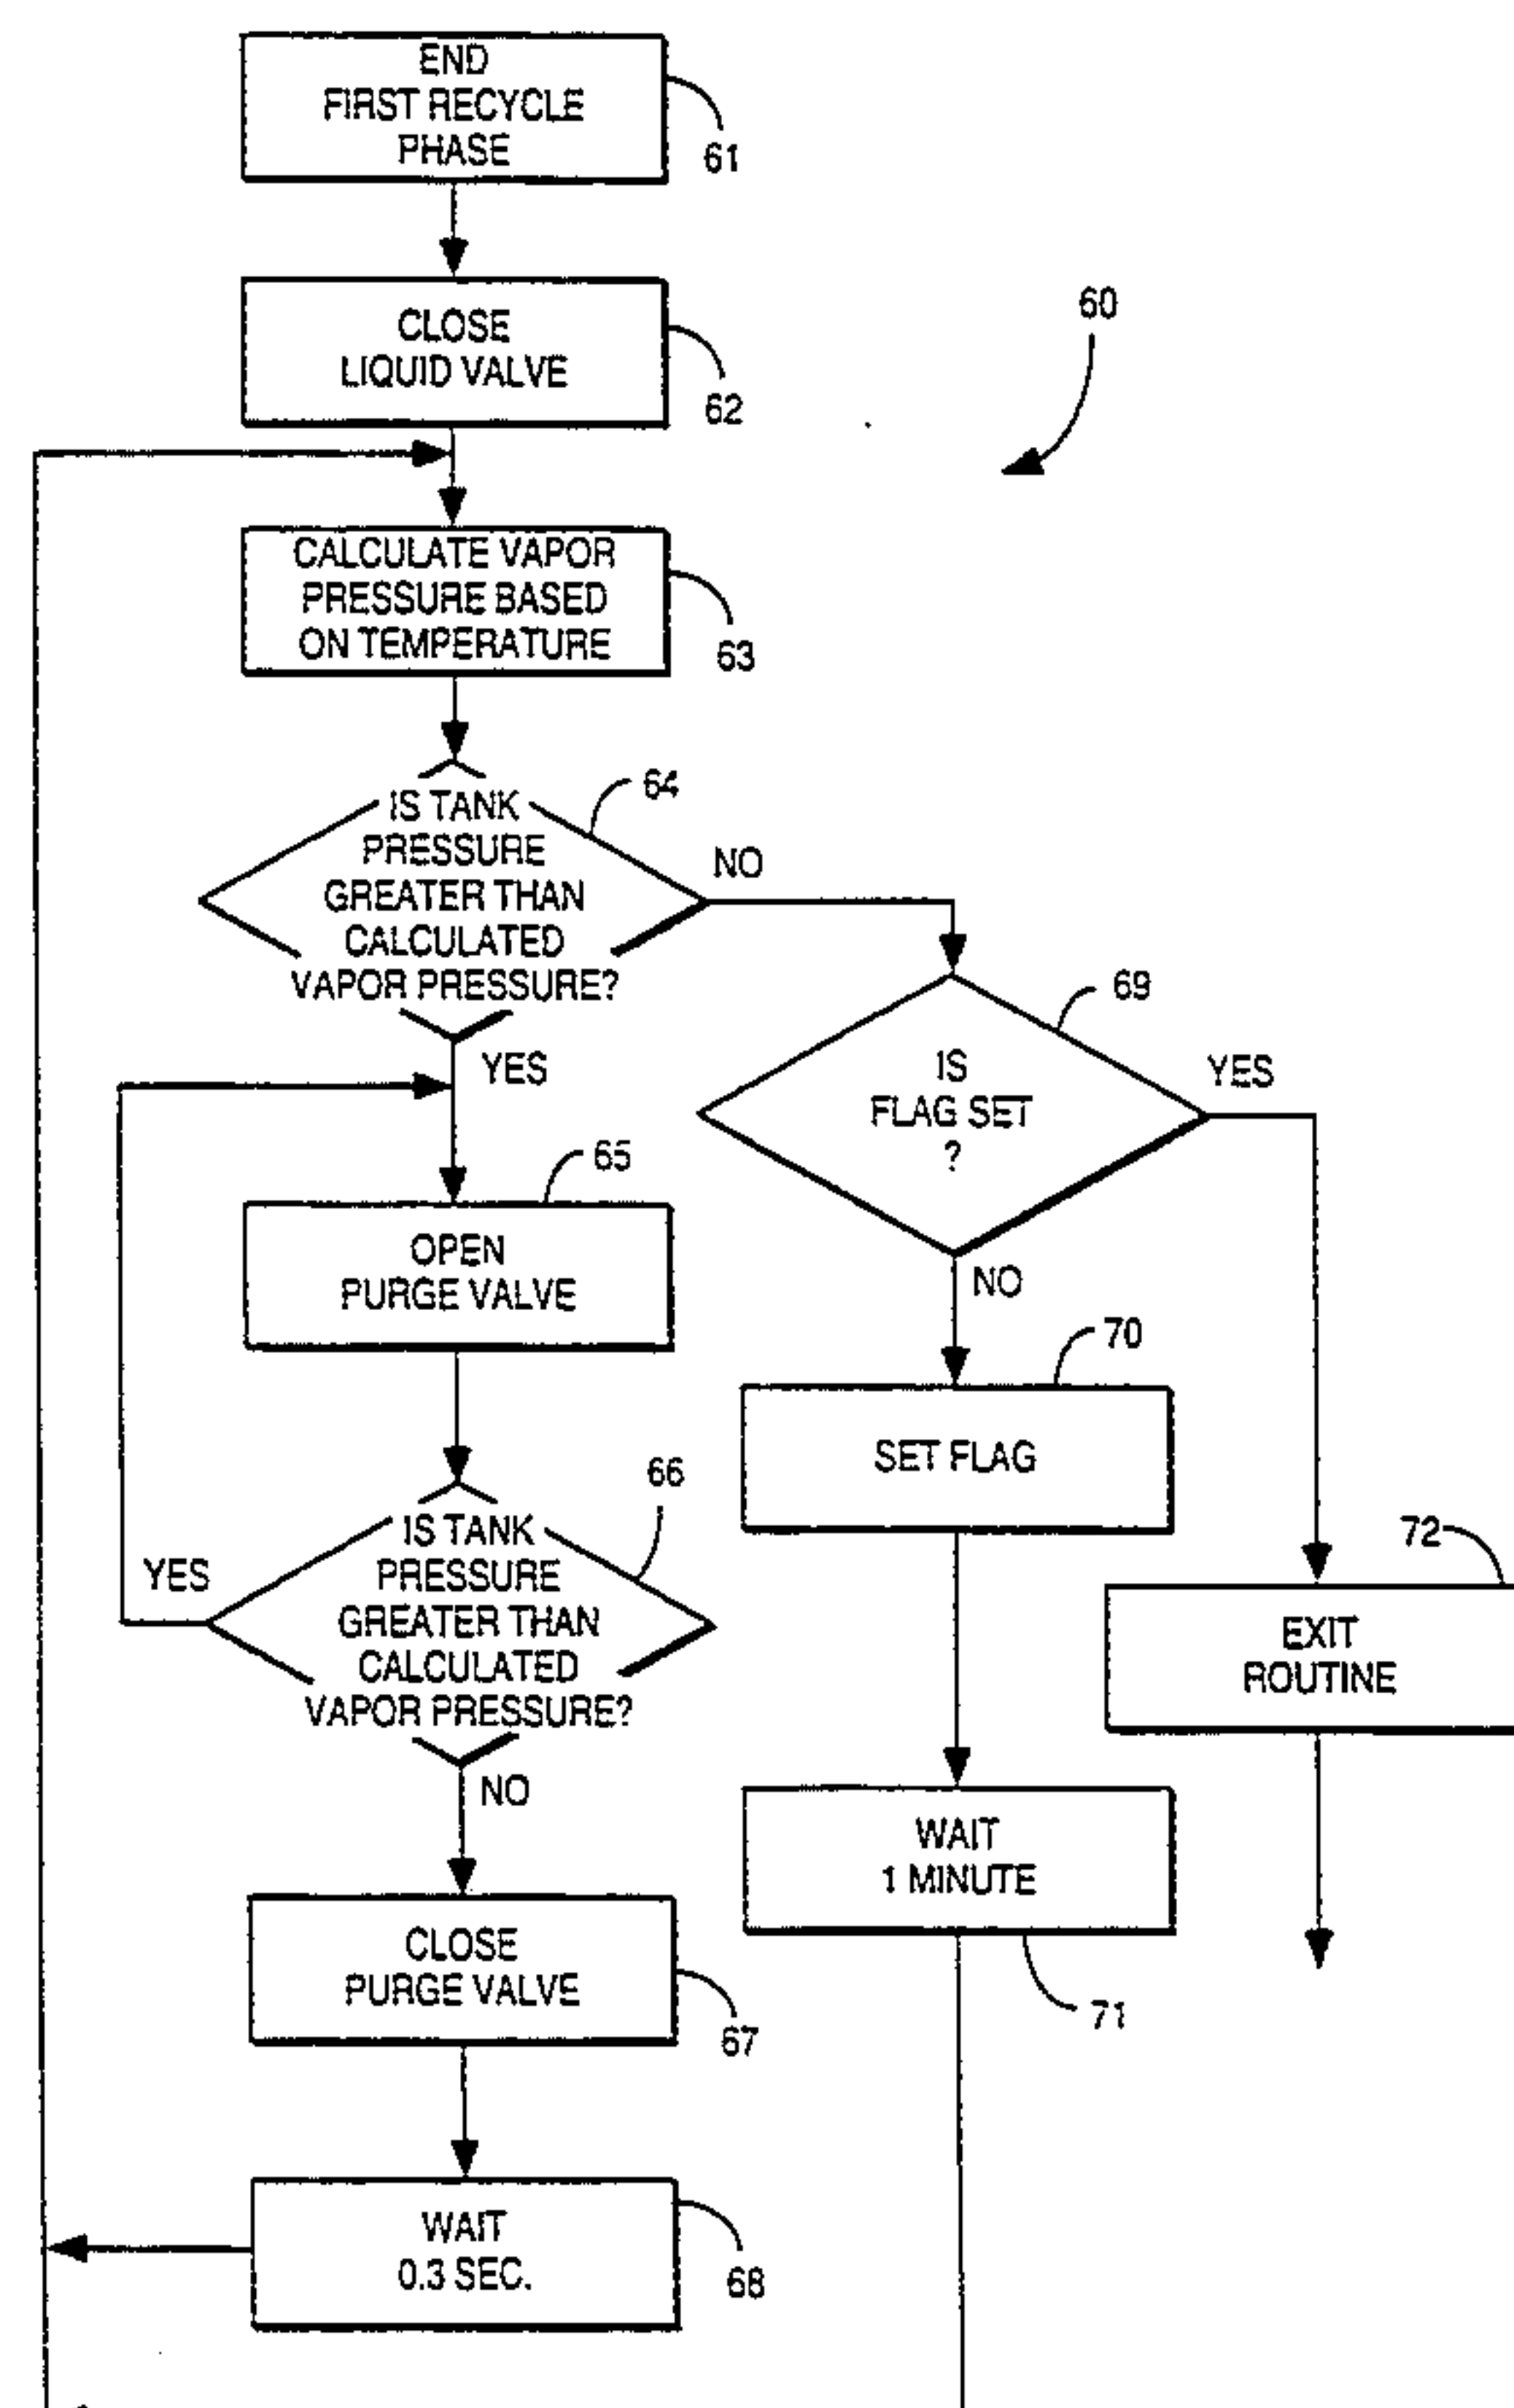 END
FIRST RECYCLE
PHASE
61
CLOSE
LIQUID VALVE
62
60
CALCULATE VAPOR
PRESSURE BASED
ON TEMPERATURE
63
IS TANK
PRESSURE
GREATER THAN
CALCULATED
VAPOR PRESSURE?
64
NO
YES
IS
FLAG SET
?
69
YES
NO
65
OPEN
PURGE VALVE
70
SET FLAG
66
IS TANK
PRESSURE
GREATER THAN
CALCULATED
VAPOR PRESSURE?
YES
NO
72
EXIT
ROUTINE
WAIT
1 MINUTE
71
CLOSE
PURGE VALVE
67
WAIT
0.3 SEC.
68